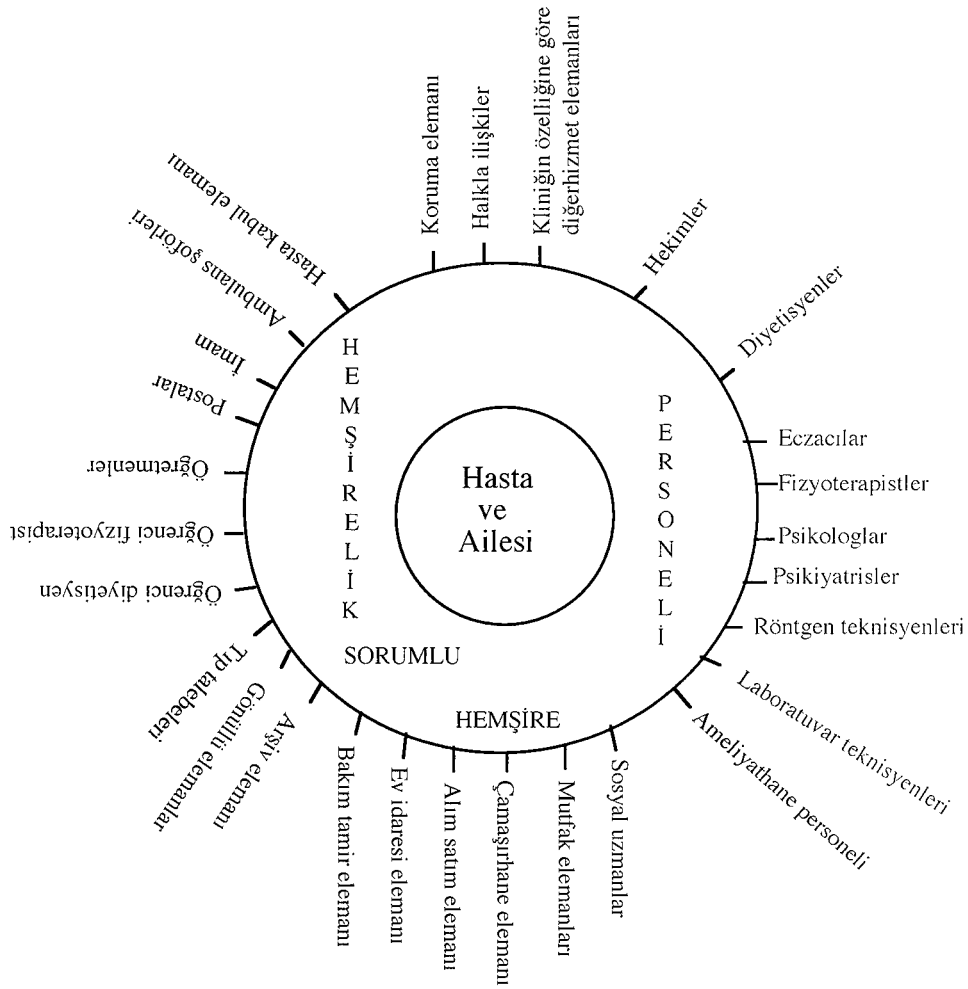 Koruma elemanı
Halkla ilişkiler
Kliniğin özelliğine göre
diğerhizmet elemanları
Hekimler
Diyetisyenler
Eczacılar
Fizyoterapistler
Psikologlar
Psikiyatrisler
Röntgen teknisyenleri
Laboratuvar teknisyenleri
Ameliyathane personeli
Sosyal uzmanlar
Mutfak elemanları
Çamaşırhane elemanı
Alım satım elemanı
Ev idaresi elemanı
Bakım tamir elemanı
Arşiv elemanı
Gönüllü elemanlar
Tıp talebeleri
Öğrenci diyetisyen
Öğrenci fizyoterapist
Öğretmenler
Postalar
İmam
Ambulans şoförleri
Hasta kabul elemanı
HEMŞİRELİK
PERSONELİ
SORUMLU
HEMŞİRE
Hasta
ve
Ailesi